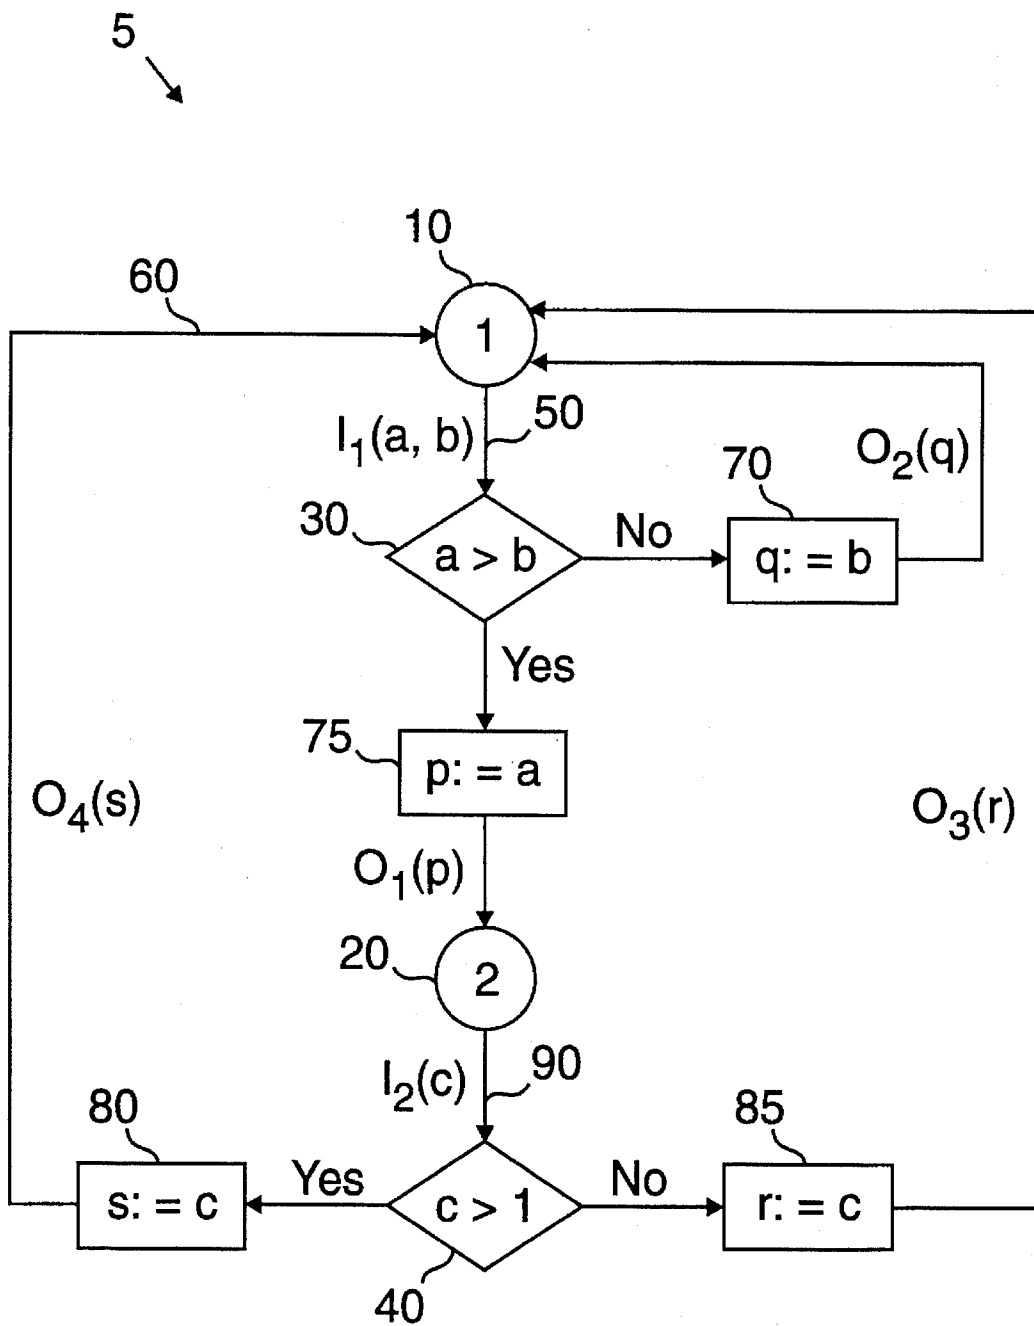 5
10
60
1
I₁(a, b)
50
O₂(q)
70
30
a > b
No
q: = b
Yes
75
p: = a
O₄(s)
O₃(r)
O₁(p)
20
2
I₂(c)
90
80
85
s: = c
Yes
c > 1
No
r: = c
40